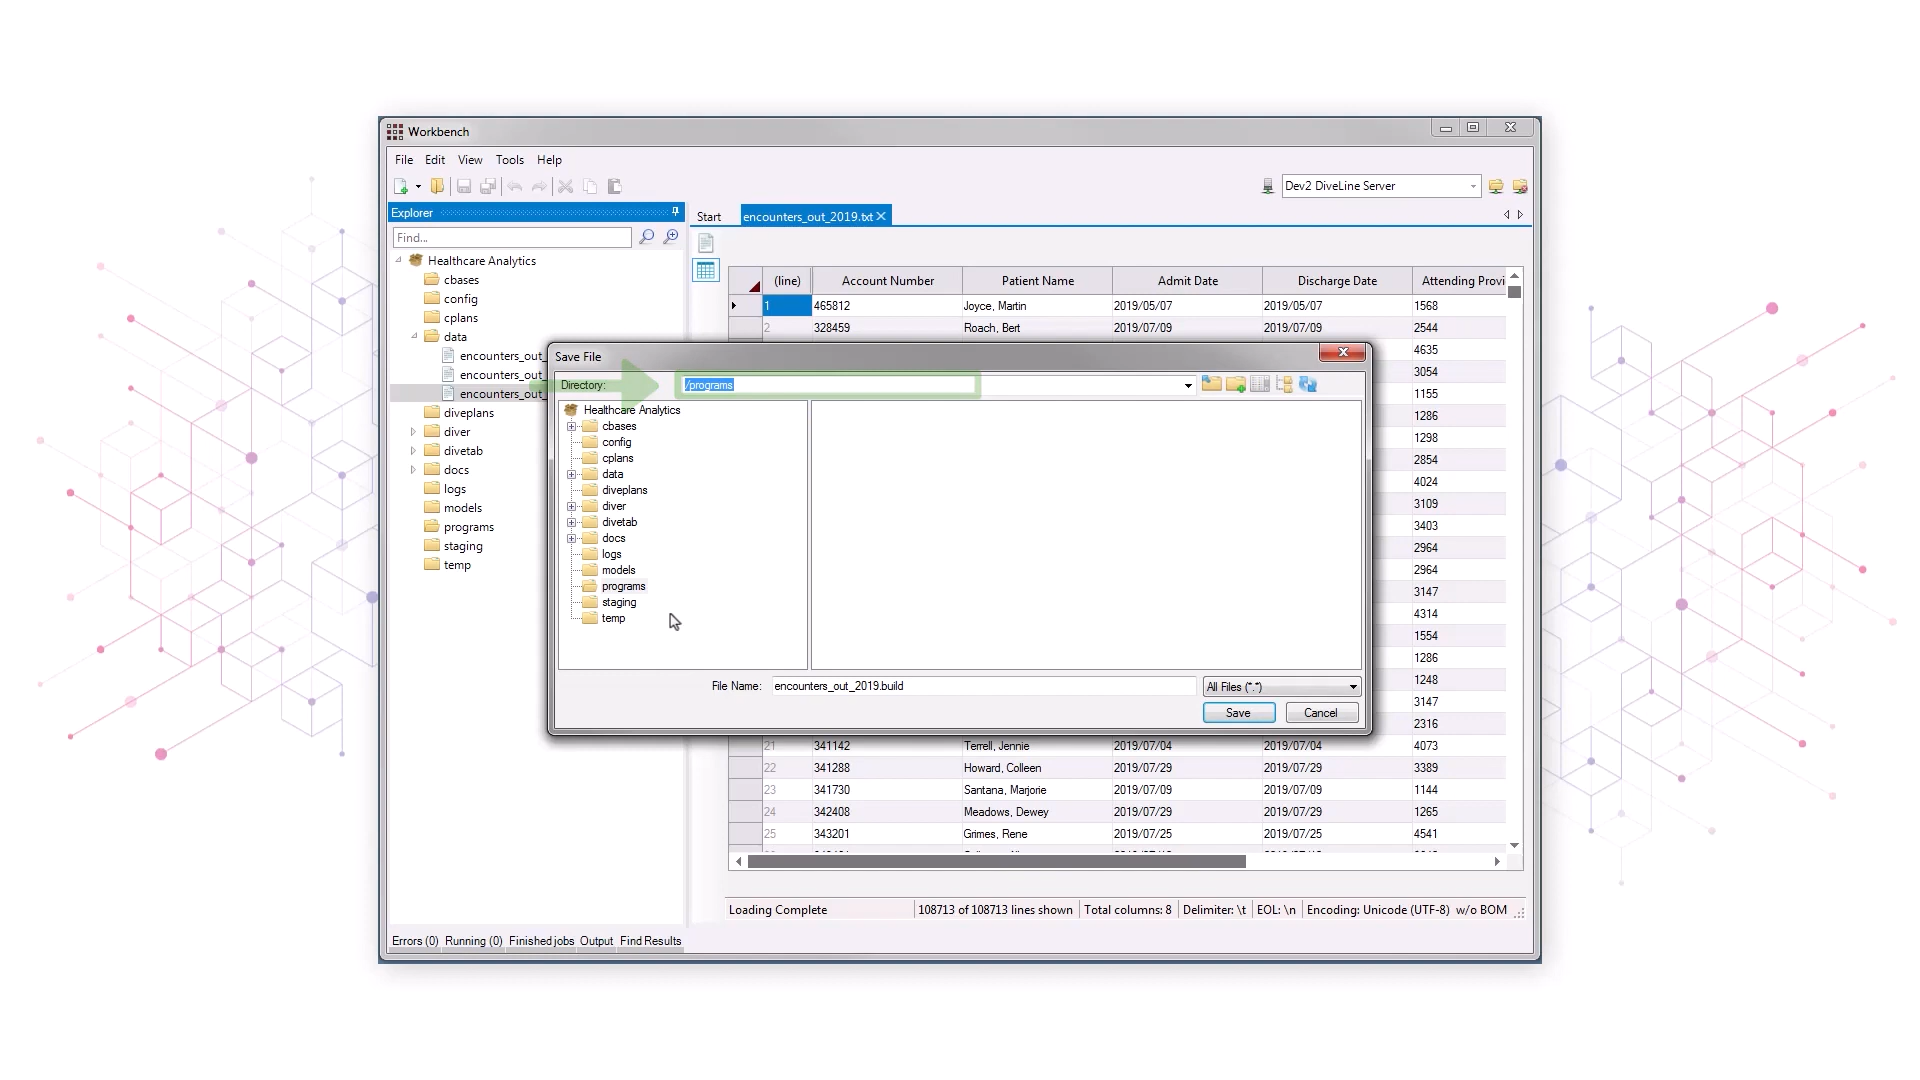 Workbench
File Edit View Tools Help
Dev2 DiveLine Server
Explorer
Start encounters_out_2019.txt
Find...
Healthcare Analytics
cbases
config
cplans
data
encounters_out_
encounters_out_
encounters_out_
diveplans
diver
divetab
docs
logs
models
programs
staging
temp
(line) Account Number Patient Name Admit Date Discharge Date Attending Provi
1 465812 Joyce, Martin 2019/05/07 2019/05/07 1568
2 328459 Roach, Bert 2019/07/09 2019/07/09 2544
4635
3054
1155
1286
1298
2854
4024
3109
3403
2964
2964
3147
4314
1554
1286
1248
3147
2316
Save File
Directory: /programs
Healthcare Analytics
cbases
config
cplans
data
diveplans
diver
divetab
docs
logs
models
programs
staging
temp
File Name: encounters_out_2019.build All Files (*.*)
Save Cancel
21 341142 Terrell, Jennie 2019/07/04 2019/07/04 4073
22 341288 Howard, Colleen 2019/07/29 2019/07/29 3389
23 341730 Santana, Marjorie 2019/07/09 2019/07/09 1144
24 342408 Meadows, Dewey 2019/07/29 2019/07/29 1265
25 343201 Grimes, Rene 2019/07/25 2019/07/25 4541
Loading Complete 108713 of 108713 lines shown Total columns: 8 Delimiter: \t EOL: \n Encoding: Unicode (UTF-8) w/o BOM
Errors (0) Running (0) Finished jobs Output Find Results